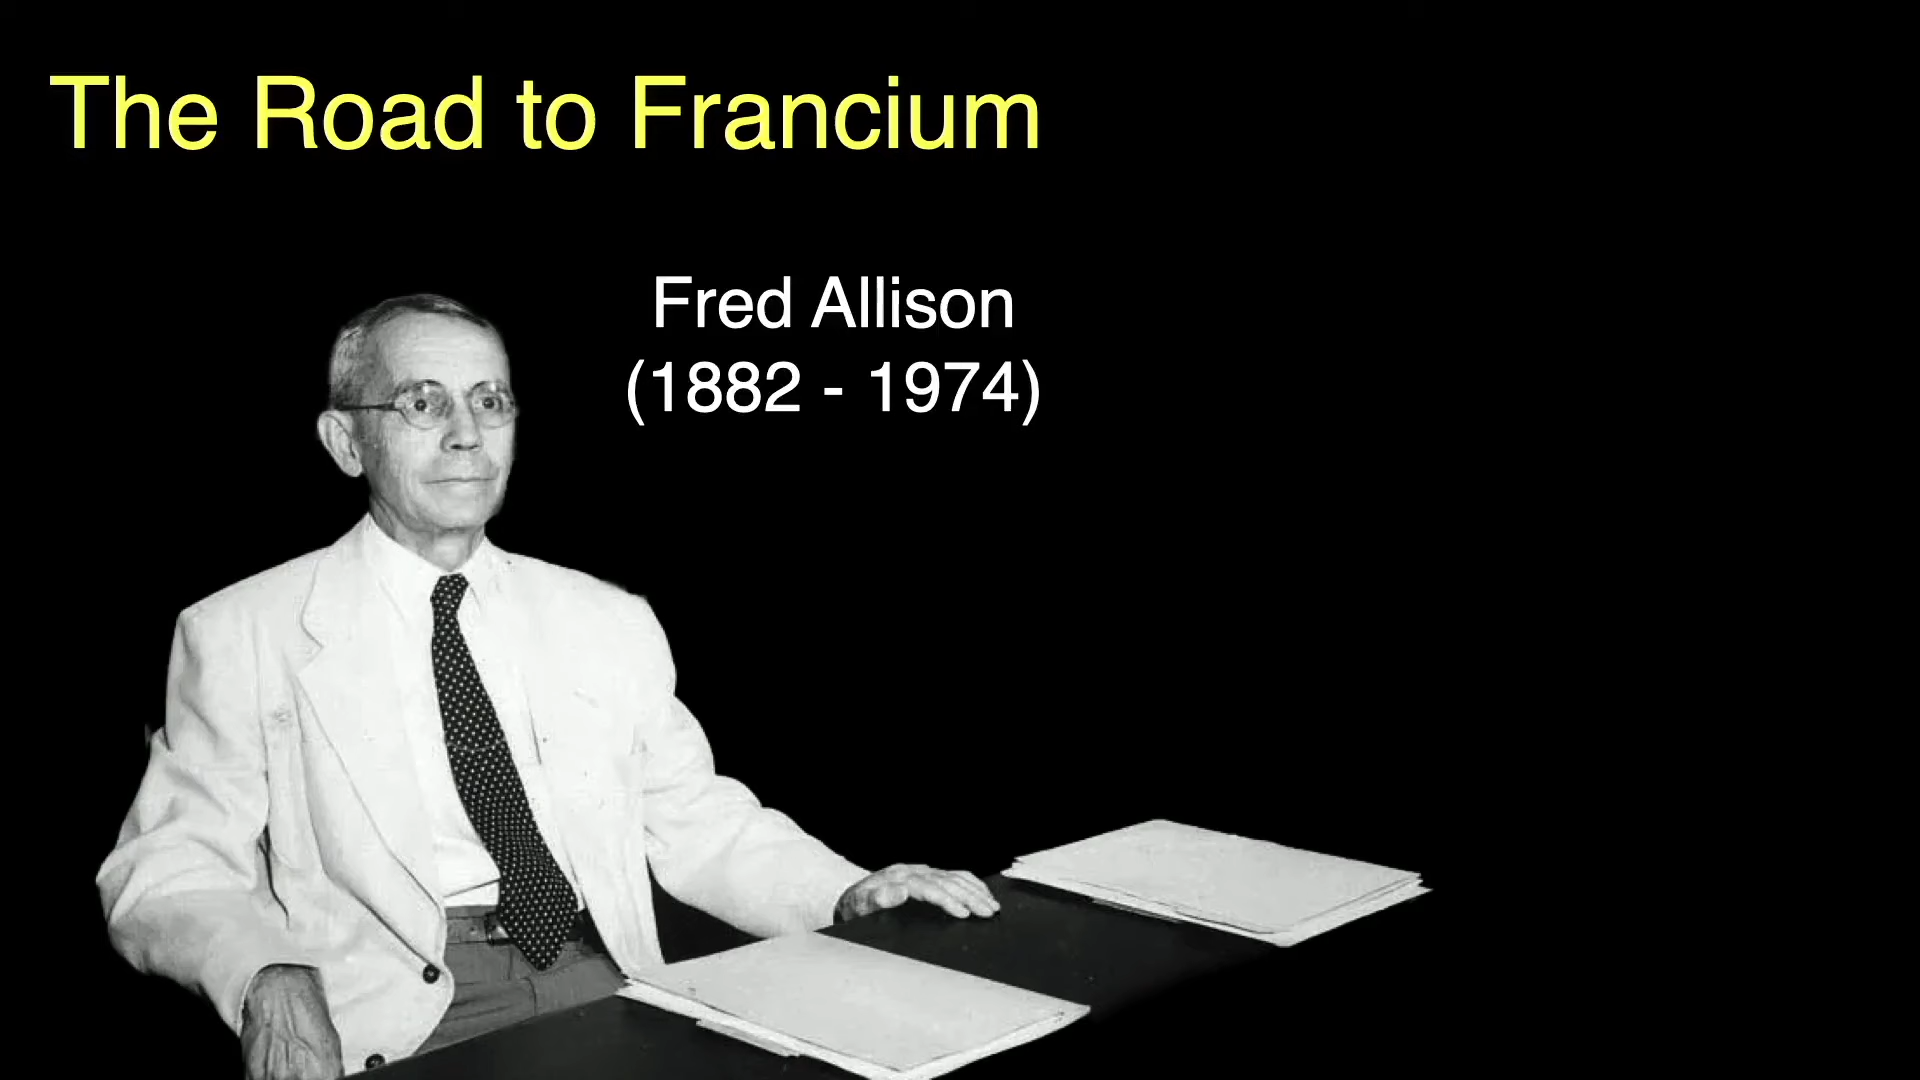 The Road to Francium
Fred Allison
(1882 - 1974)